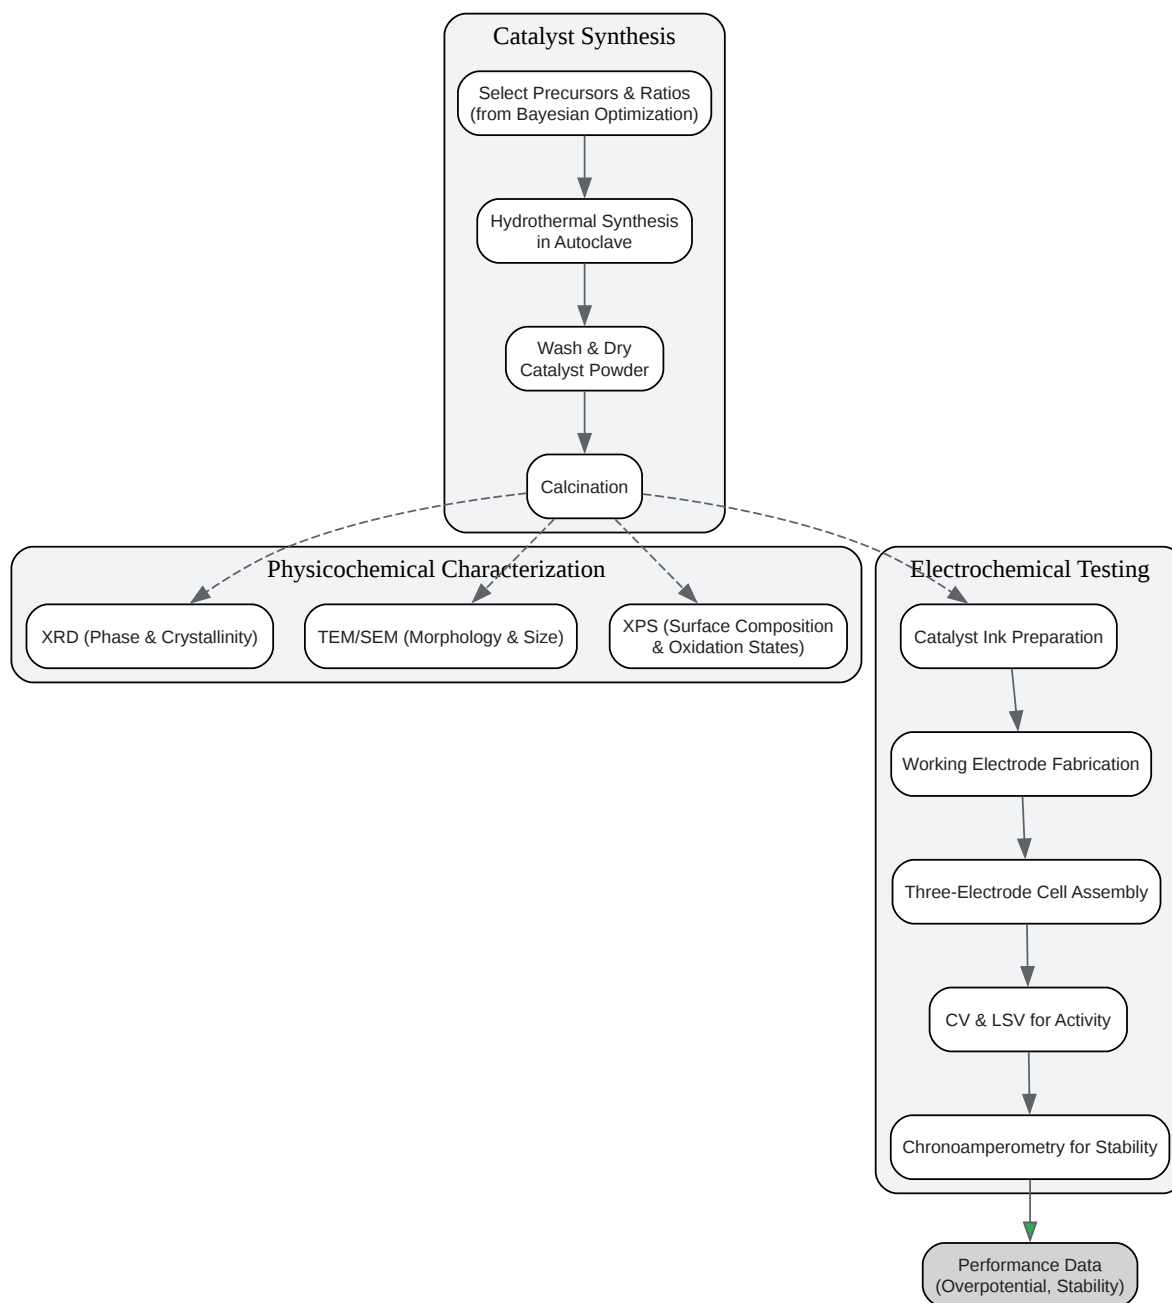 Catalyst Synthesis
Select Precursors & Ratios
(from Bayesian Optimization)
Hydrothermal Synthesis
in Autoclave
Wash & Dry
Catalyst Powder
Calcination
Physicochemical Characterization
XRD (Phase & Crystallinity)
TEM/SEM (Morphology & Size)
XPS (Surface Composition
& Oxidation States)
Electrochemical Testing
Catalyst Ink Preparation
Working Electrode Fabrication
Three-Electrode Cell Assembly
CV & LSV for Activity
Chronoamperometry for Stability
Performance Data
(Overpotential, Stability)